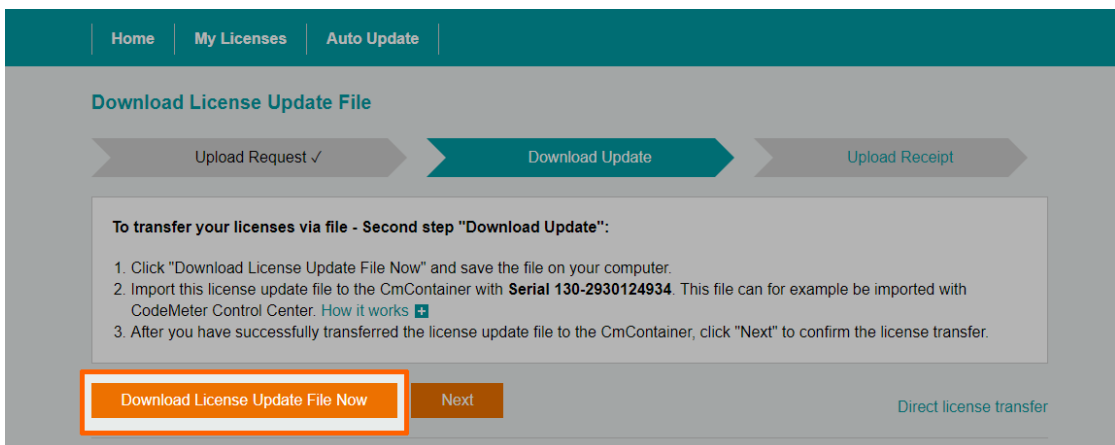 Home My Licenses Auto Update
Download License Update File
Upload Request ✓ Download Update Upload Receipt
To transfer your licenses via file - Second step "Download Update":
1. Click "Download License Update File Now" and save the file on your computer.
2. Import this license update file to the CmContainer with Serial 130-2930124934. This file can for example be imported with
CodeMeter Control Center. How it works +
3. After you have successfully transferred the license update file to the CmContainer, click "Next" to confirm the license transfer.
Download License Update File Now Next
Direct license transfer